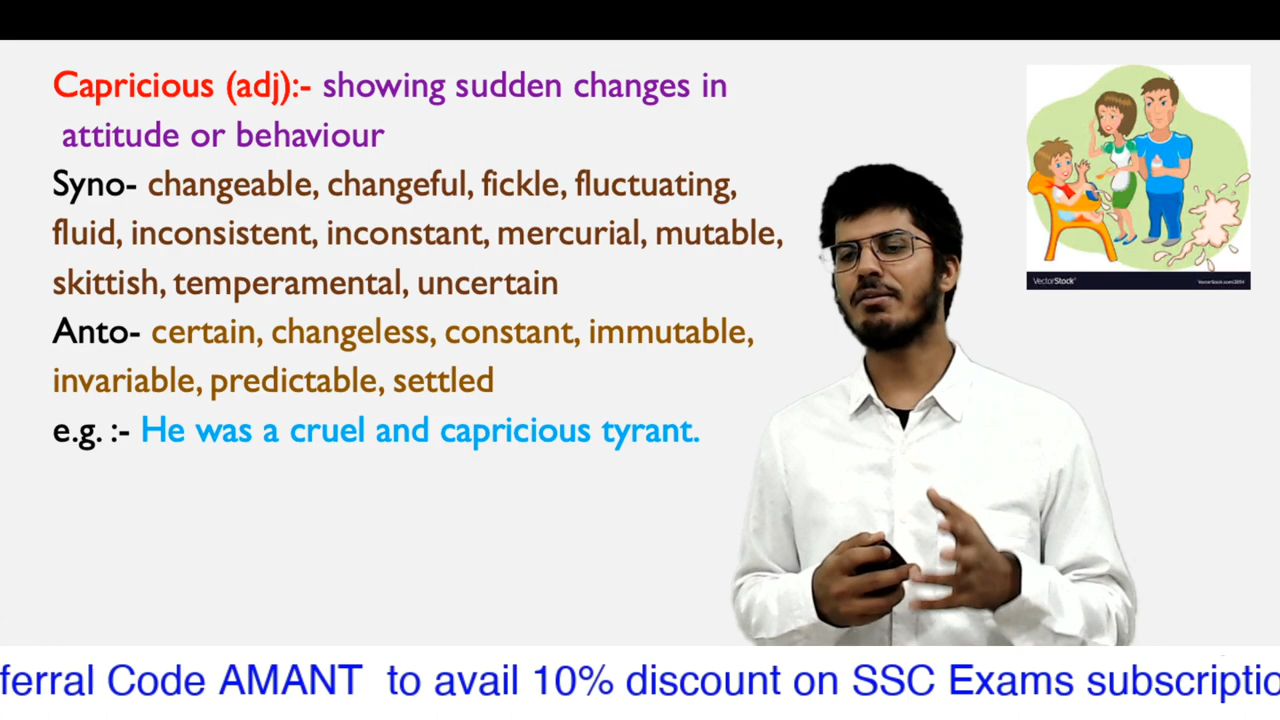 Capricious (adj):- showing sudden changes in
attitude or behaviour
Syno- changeable, changeful, fickle, fluctuating,
fluid, inconsistent, inconstant, mercurial, mutable,
skittish, temperamental, uncertain
Anto- certain, changeless, constant, immutable,
invariable, predictable, settled
e.g. :- He was a cruel and capricious tyrant.
VectorStock®
ferral Code AMANT to avail 10% discount on SSC Exams subscriptio